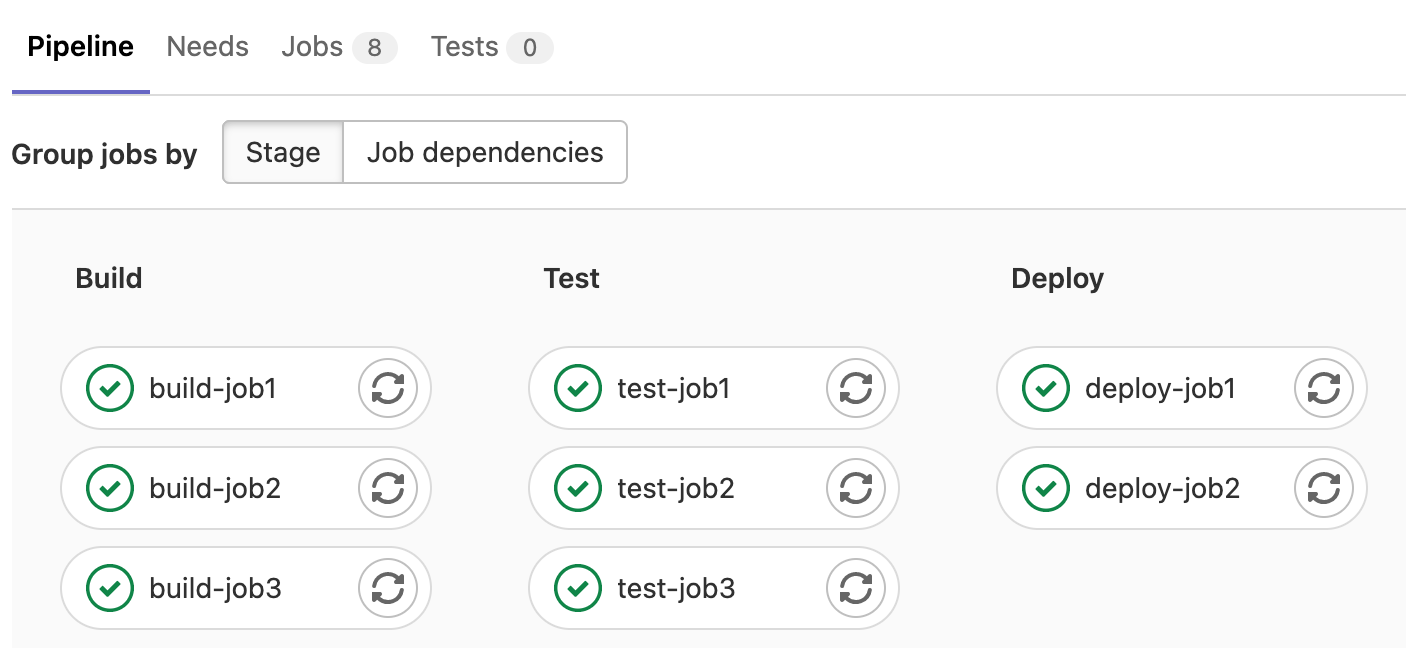 Pipeline Needs Jobs 8 Tests 0
Group jobs by Stage Job dependencies
Build Test Deploy
build-job1 test-job1 deploy-job1
build-job2 test-job2 deploy-job2
build-job3 test-job3